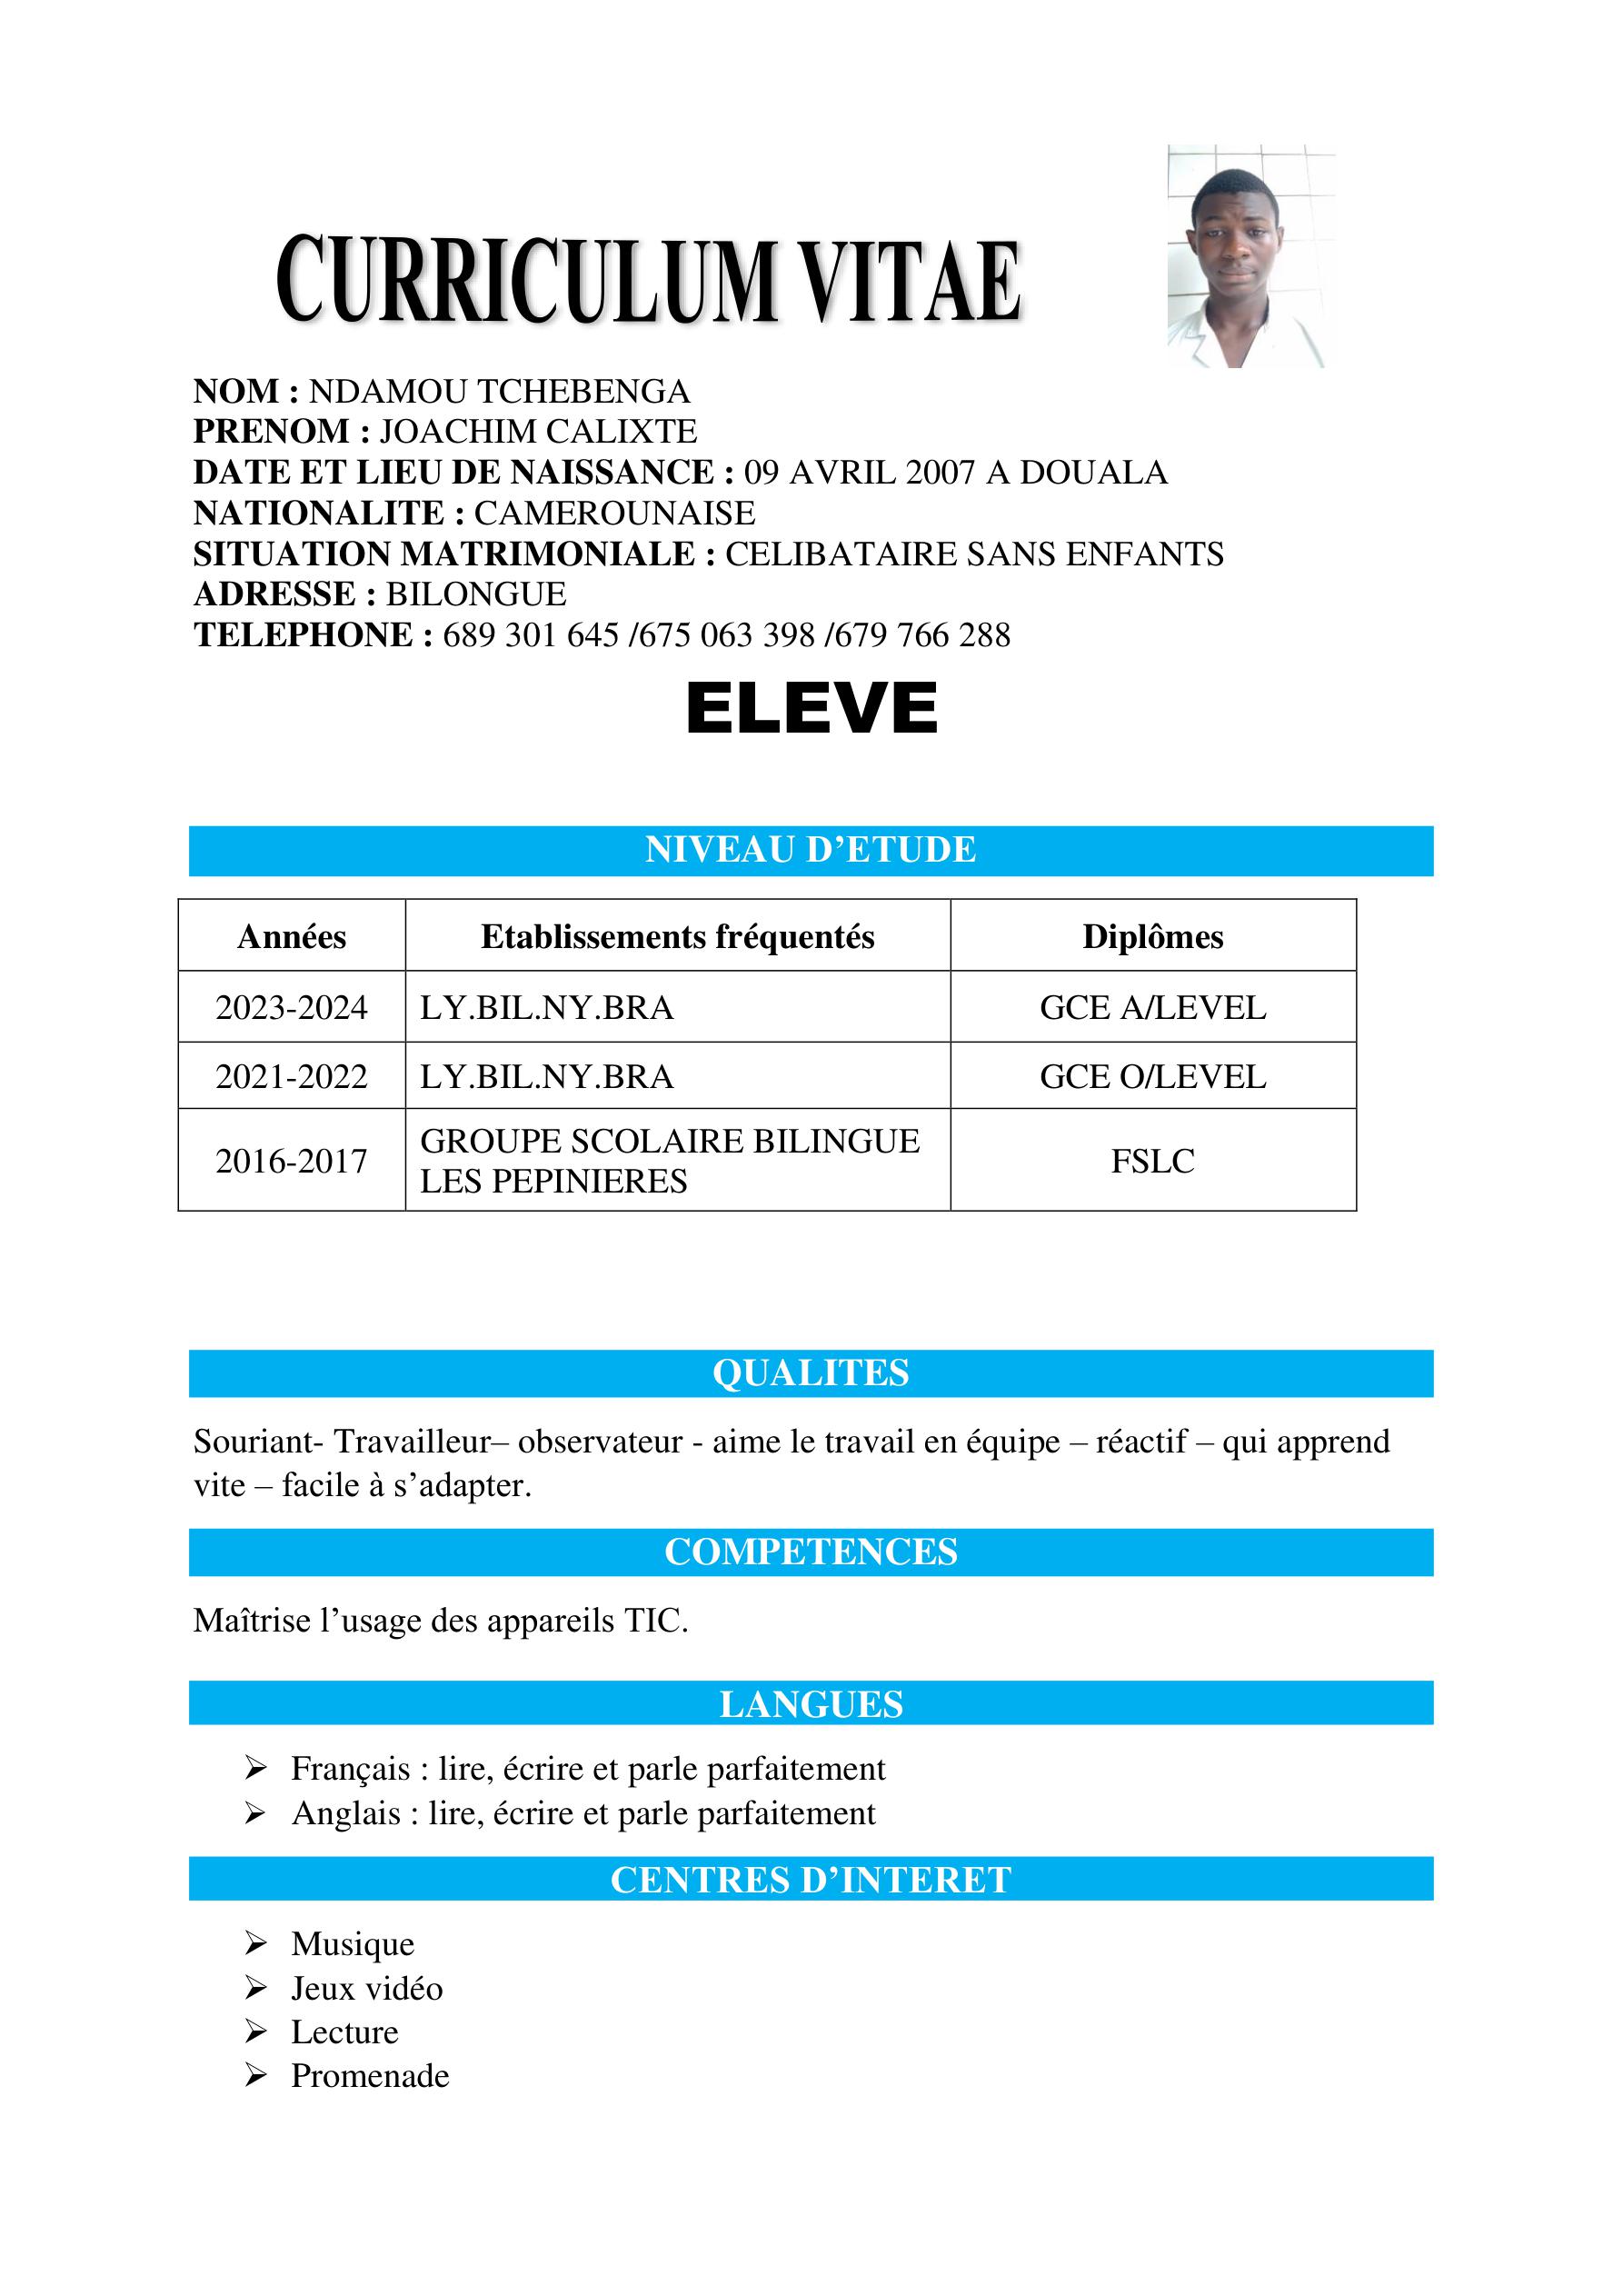 CURRICULUM VITAE
NOM : NDAMOU TCHEBENGA
PRENOM : JOACHIM CALIXTE
DATE ET LIEU DE NAISSANCE : 09 AVRIL 2007 A DOUALA
NATIONALITE : CAMEROUNAISE
SITUATION MATRIMONIALE : CELIBATAIRE SANS ENFANTS
ADRESSE : BILONGUE
TELEPHONE : 689 301 645 /675 063 398 /679 766 288
ELEVE
NIVEAU D’ETUDE
Années Etablissements fréquentés Diplômes
2023-2024 LY.BIL.NY.BRA GCE A/LEVEL
2021-2022 LY.BIL.NY.BRA GCE O/LEVEL
2016-2017 GROUPE SCOLAIRE BILINGUE
LES PEPINIERES FSLC
QUALITES
Souriant- Travailleur– observateur - aime le travail en équipe – réactif – qui apprend
vite – facile à s’adapter.
COMPETENCES
Maîtrise l’usage des appareils TIC.
LANGUES
➢ Français : lire, écrire et parle parfaitement
➢ Anglais : lire, écrire et parle parfaitement
CENTRES D’INTERET
➢ Musique
➢ Jeux vidéo
➢ Lecture
➢ Promenade